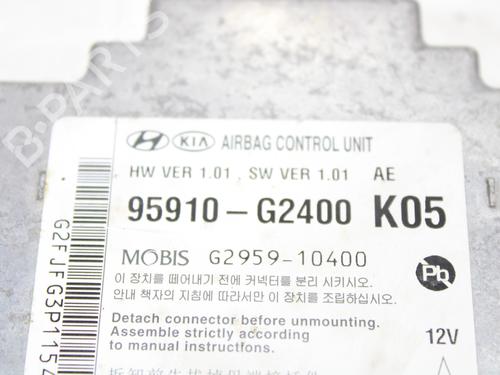 B-PARTS
HYUNDAI KIA AIRBAG CONTROL UNIT
HW VER 1.01 SW VER 1.01 AE
95910-G2400 K05
MOBIS G2959-10400
이 장치를 떼어내기 전에 커넥터를 분리 시키시오.
안내 책자의 지침에 따라서만 이 장치를 조립하십시오.
Pb
Detach connector before unmounting.
Assemble strictly according
to manual instructfons.
12V
G2FJFG3P1154